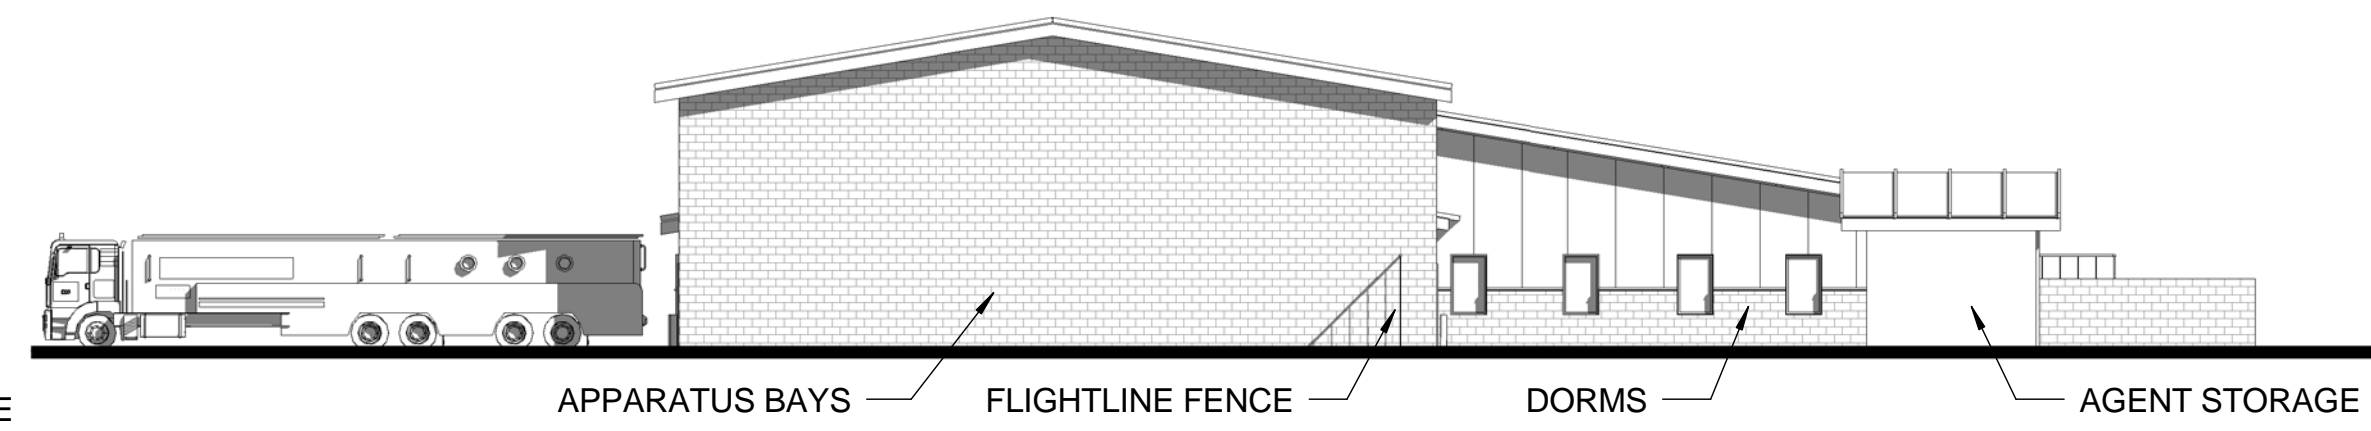 APPARATUS BAYS
FLIGHTLINE FENCE
DORMS
AGENT STORAGE
E